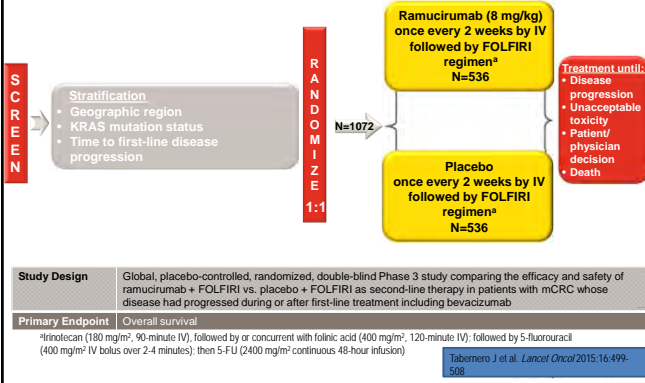 SCREEN
Stratification
• Geographic region
• KRAS mutation status
• Time to first-line disease
progression
RANDOMIZE
1:1
N=1072
Ramucirumab (8 mg/kg)
once every 2 weeks by IV
followed by FOLFIRI
regimenᵃ
N=536
Placebo
once every 2 weeks by IV
followed by FOLFIRI
regimenᵃ
N=536
Treatment until:
• Disease
progression
• Unacceptable
toxicity
• Patient/
physician
decision
• Death
Study Design
Global, placebo-controlled, randomized, double-blind Phase 3 study comparing the efficacy and safety of
ramucirumab + FOLFIRI vs. placebo + FOLFIRI as second-line therapy in patients with mCRC whose
disease had progressed during or after first-line treatment including bevacizumab
Primary Endpoint
Overall survival
ᵃIrinotecan (180 mg/m², 90-minute IV), followed by or concurrent with folinic acid (400 mg/m², 120-minute IV); followed by 5-fluorouracil
(400 mg/m² IV bolus over 2-4 minutes); then 5-FU (2400 mg/m² continuous 48-hour infusion)
Tabernero J et al. Lancet Oncol 2015;16:499-
508